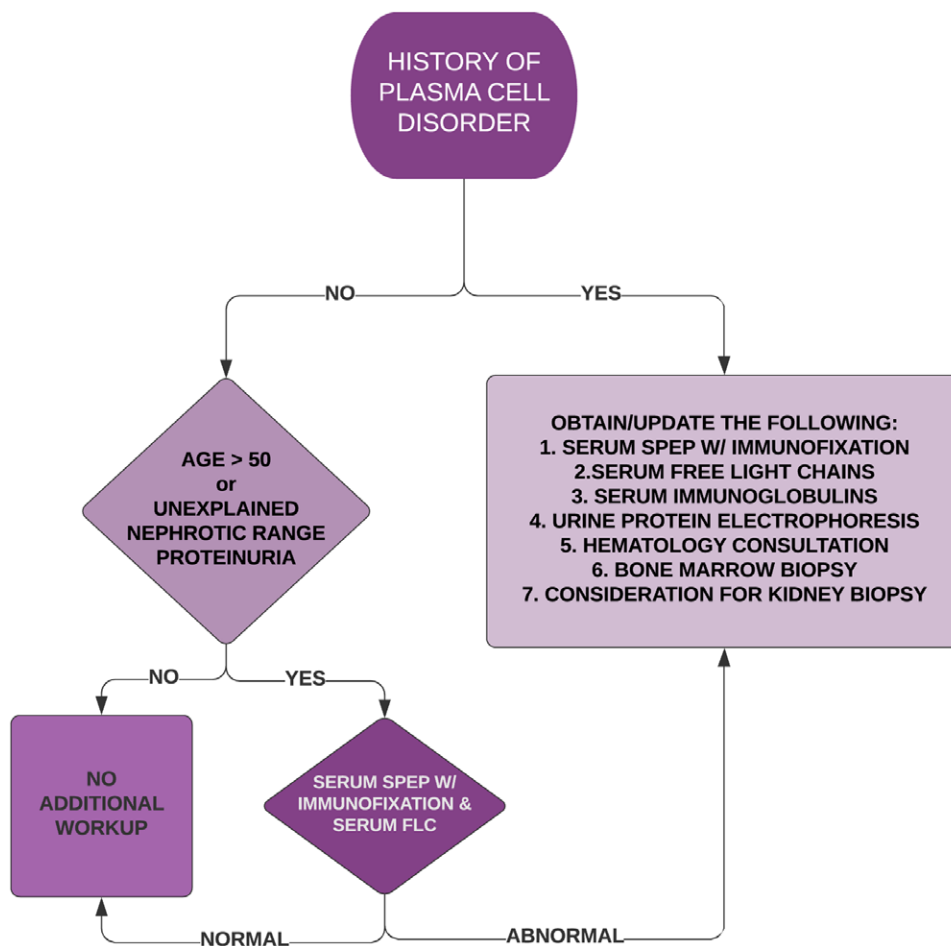 HISTORY OF
PLASMA CELL
DISORDER
NO
YES
AGE > 50
or
UNEXPLAINED
NEPHROTIC RANGE
PROTEINURIA
OBTAIN/UPDATE THE FOLLOWING:
1. SERUM SPEP W/ IMMUNOFIXATION
2.SERUM FREE LIGHT CHAINS
3. SERUM IMMUNOGLOBULINS
4. URINE PROTEIN ELECTROPHORESIS
5. HEMATOLOGY CONSULTATION
6. BONE MARROW BIOPSY
7. CONSIDERATION FOR KIDNEY BIOPSY
NO
YES
NO
ADDITIONAL
WORKUP
SERUM SPEP W/
IMMUNOFIXATION &
SERUM FLC
NORMAL
ABNORMAL